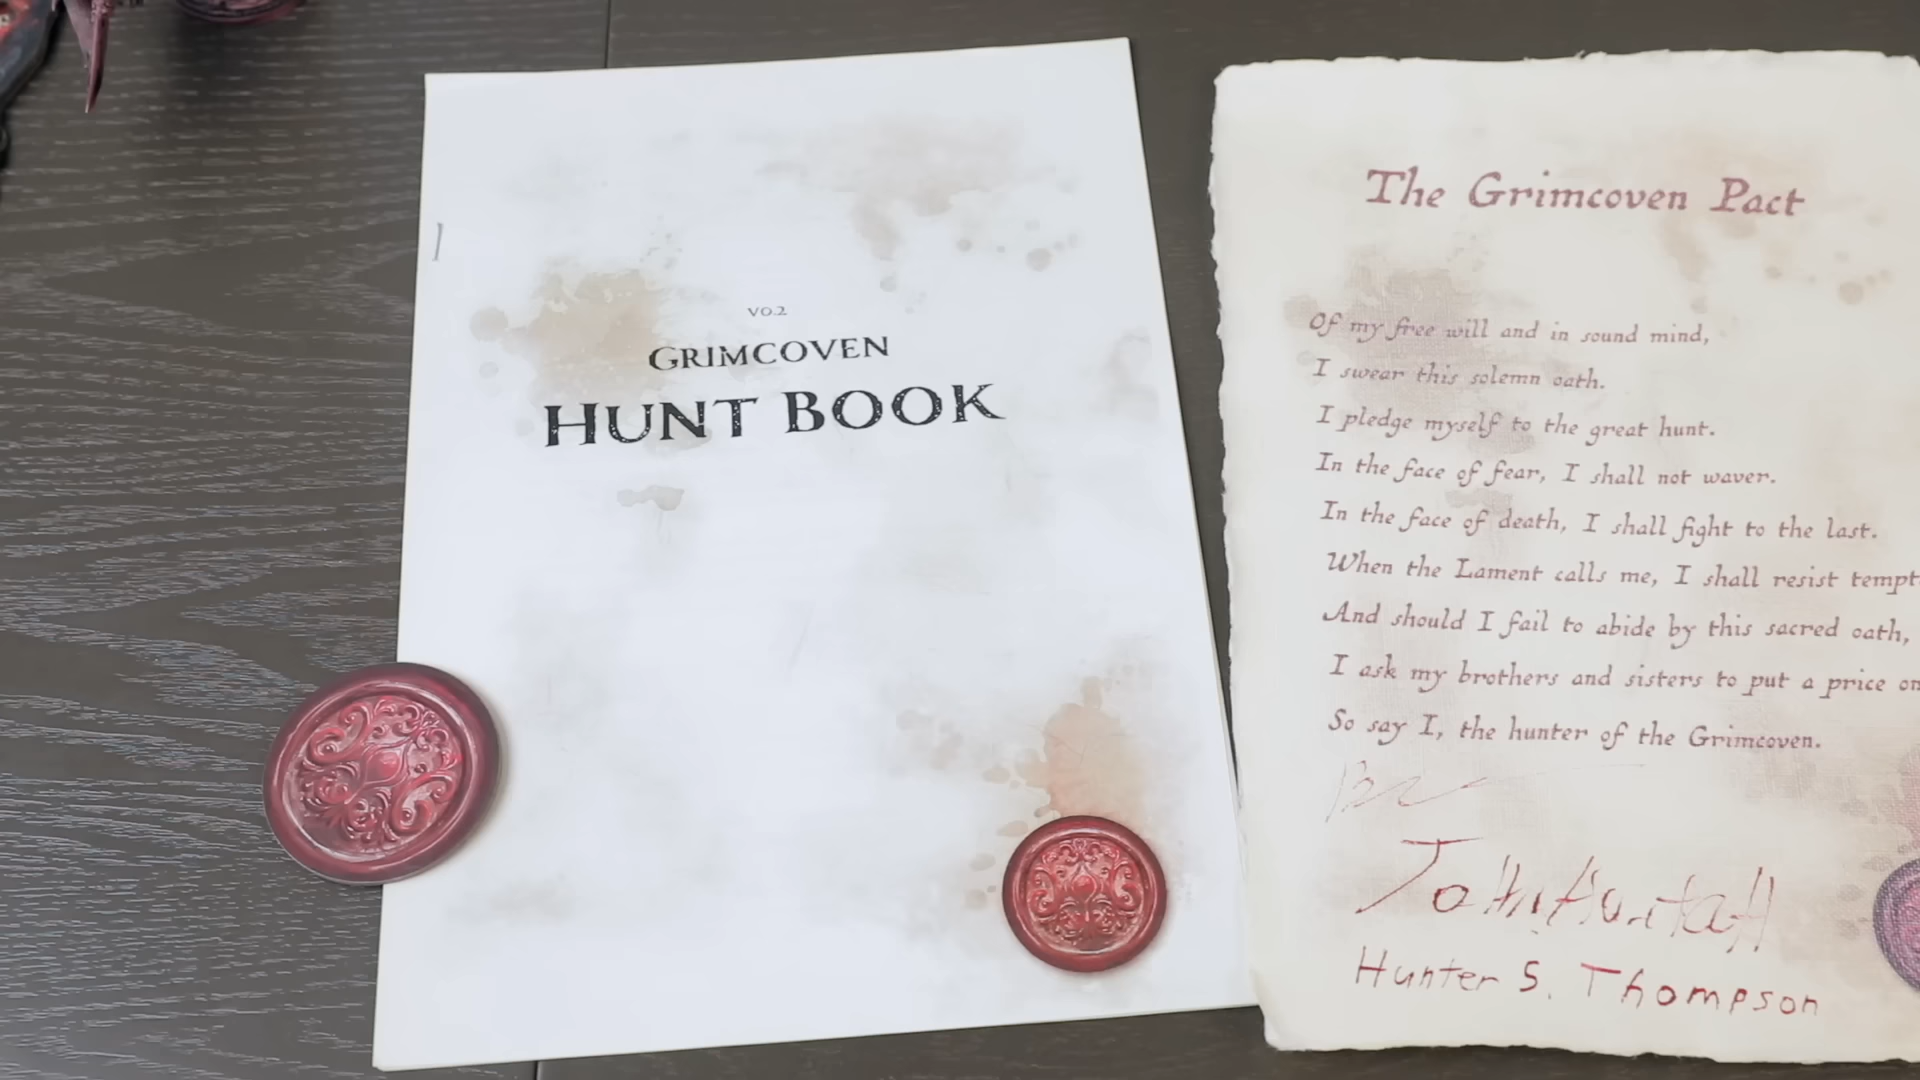 V0.2
GRIMCOVEN
HUNT BOOK
The Grimcoven Pact
Of my free will and in sound mind,
I swear this solemn oath.
I pledge myself to the great hunt.
In the face of fear, I shall not waver.
In the face of death, I shall fight to the last.
When the Lament calls me, I shall resist tempt
And should I fail to abide by this sacred oath,
I ask my brothers and sisters to put a price on
So say I, the hunter of the Grimcoven.
Hunter S. Thompson